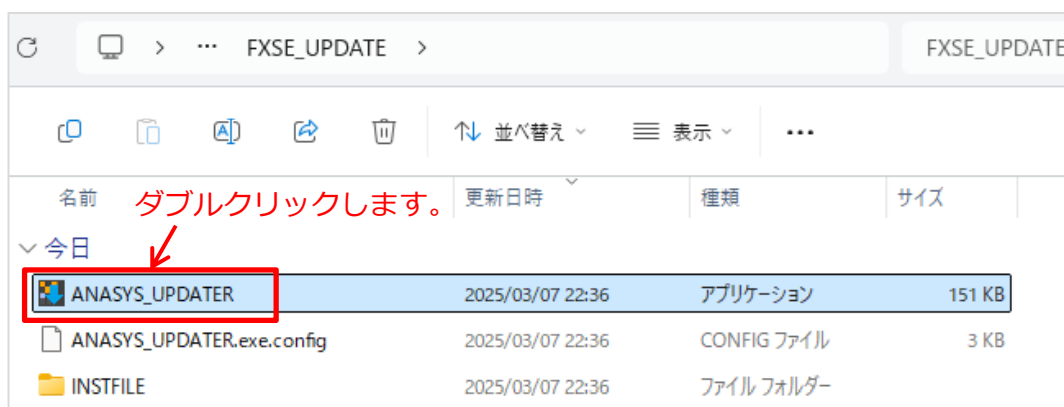 FXSE_UPDATE
FXSE_UPDATE
並べ替え 表示
名前 更新日時 種類 サイズ
ダブルクリックします。
今日
ANASYS_UPDATER 2025/03/07 22:36 アプリケーション 151 KB
ANASYS_UPDATER.exe.config 2025/03/07 22:36 CONFIG ファイル 3 KB
INSTFILE 2025/03/07 22:36 ファイル フォルダー